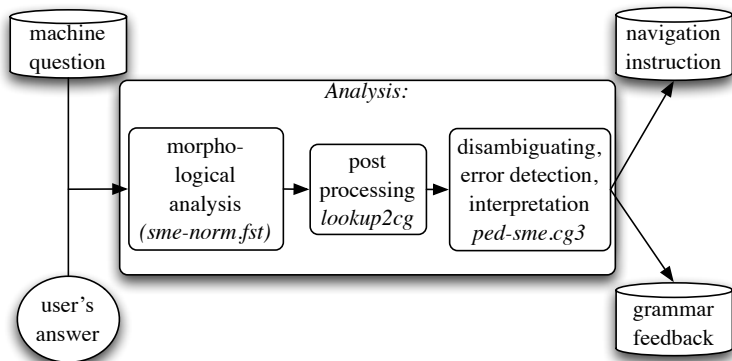 machine
question
navigation
instruction
Analysis:
morpho-
logical
analysis
(sme-norm.fst)
post
processing
lookup2cg
disambiguating,
error detection,
interpretation
ped-sme.cg3
user's
answer
grammar
feedback